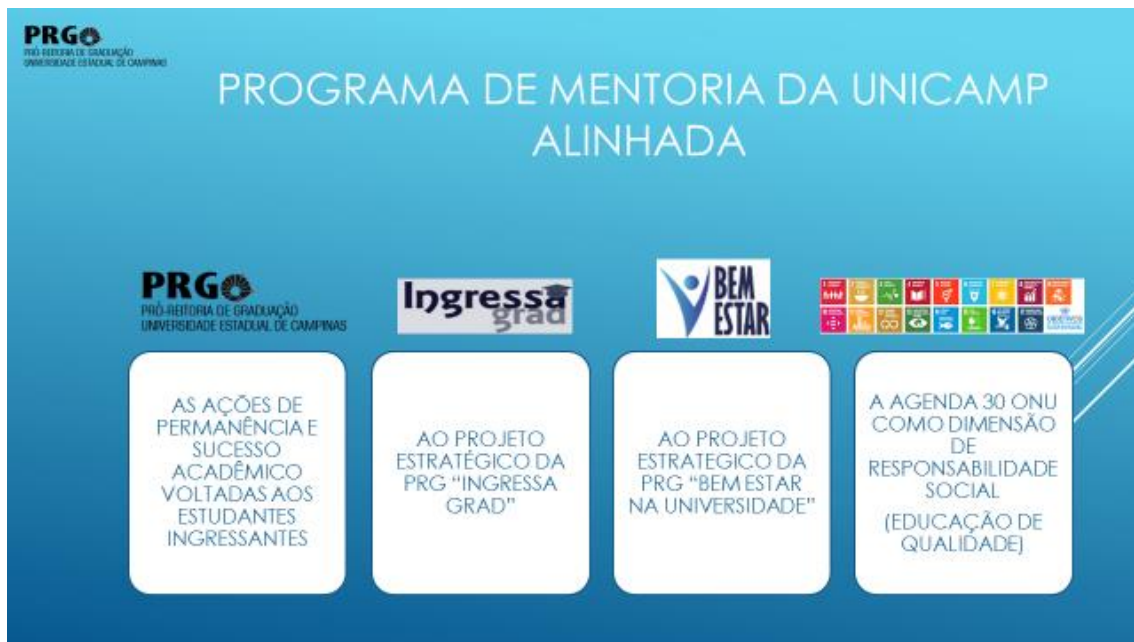 PRG
PRÓ-REITORIA DE GRADUAÇÃO
UNIVERSIDADE ESTADUAL DE CAMPINAS
PROGRAMA DE MENTORIA DA UNICAMP
ALINHADA
PRG
PRÓ-REITORIA DE GRADUAÇÃO
UNIVERSIDADE ESTADUAL DE CAMPINAS
Ingressa
grad
BEM
ESTAR
AS AÇÕES DE
PERMANÊNCIA E
SUCESSO
ACADÊMICO
VOLTADAS AOS
ESTUDANTES
INGRESSANTES
AO PROJETO
ESTRATÉGICO DA
PRG “INGRESSA
GRAD”
AO PROJETO
ESTRATEGICO DA
PRG “BEM ESTAR
NA UNIVERSIDADE”
A AGENDA 30 ONU
COMO DIMENSÃO
DE
RESPONSABILIDADE
SOCIAL
(EDUCAÇÃO DE
QUALIDADE)